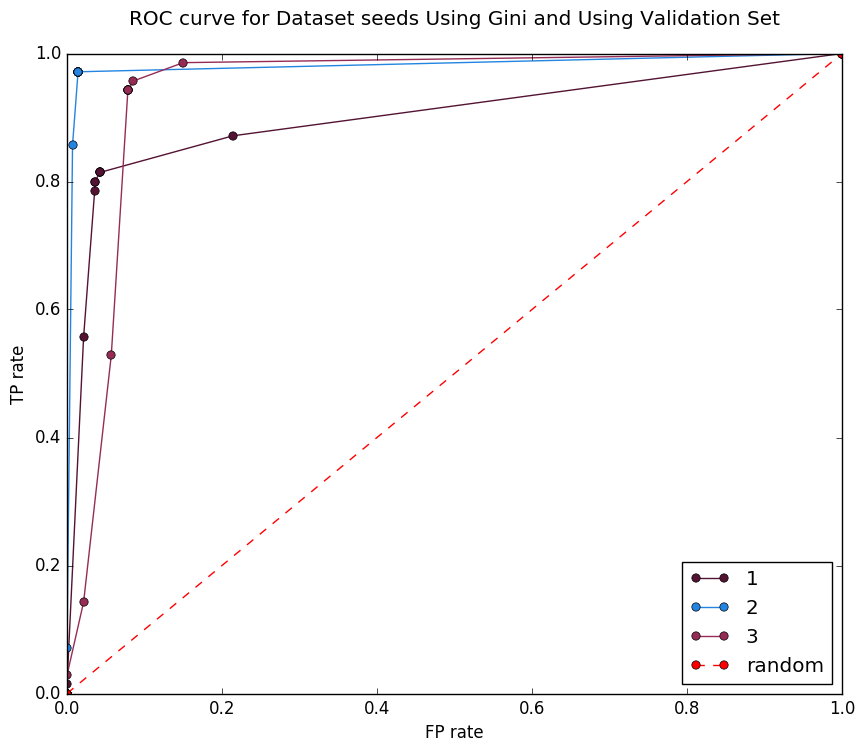 ROC curve for Dataset seeds Using Gini and Using Validation Set
1.0
0.8
0.6
0.4
0.2
0.0
TP rate
0.0 0.2 0.4 0.6 0.8 1.0
FP rate
1
2
3
random